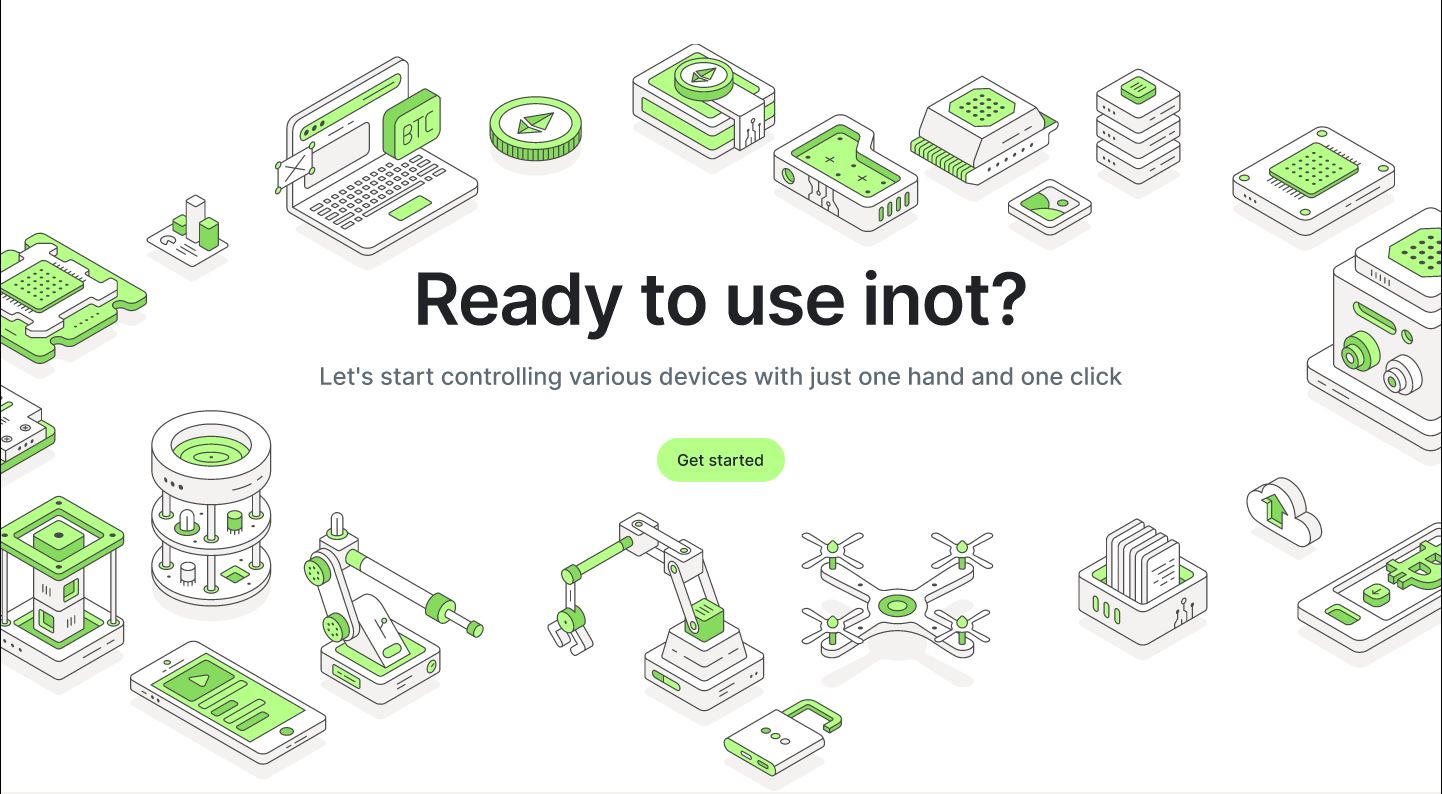 BTC
Ready to use inot?
Let's start controlling various devices with just one hand and one click
Get started